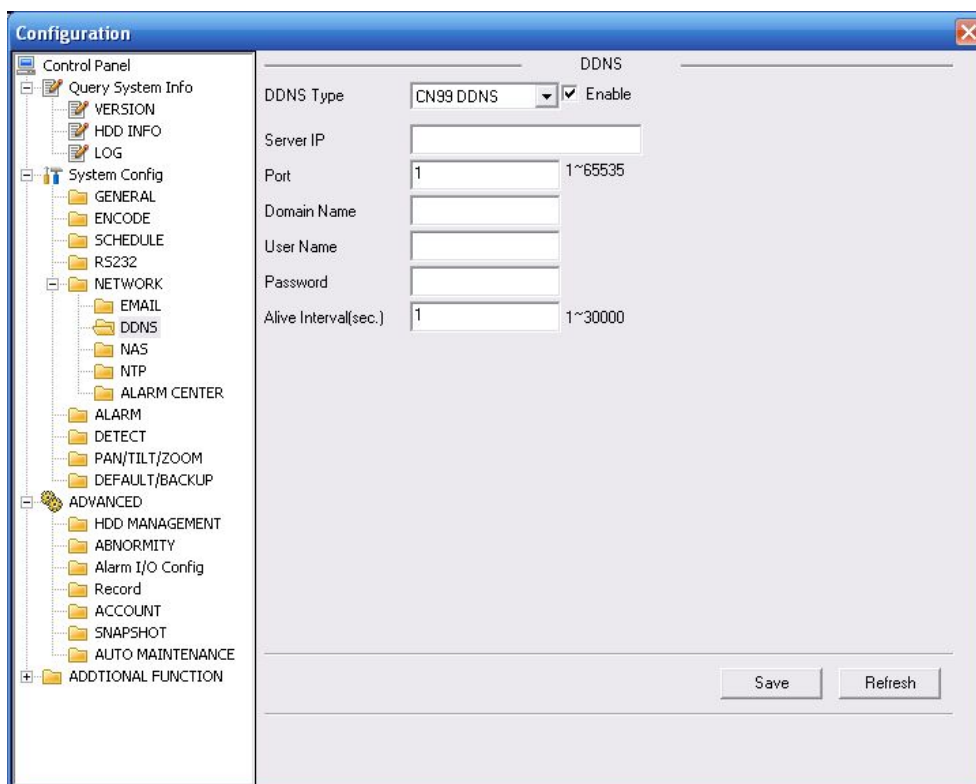 Configuration
Control Panel
Query System Info
VERSION
HDD INFO
LOG
System Config
GENERAL
ENCODE
SCHEDULE
RS232
NETWORK
EMAIL
DDNS
NAS
NTP
ALARM CENTER
ALARM
DETECT
PAN/TILT/ZOOM
DEFAULT/BACKUP
ADVANCED
HDD MANAGEMENT
ABNORMITY
Alarm I/O Config
Record
ACCOUNT
SNAPSHOT
AUTO MAINTENANCE
ADDTIONAL FUNCTION
DDNS
DDNS Type CN99 DDNS Enable
Server IP
Port 1 1~65535
Domain Name
User Name
Password
Alive Interval(sec.) 1 1~30000
Save Refresh